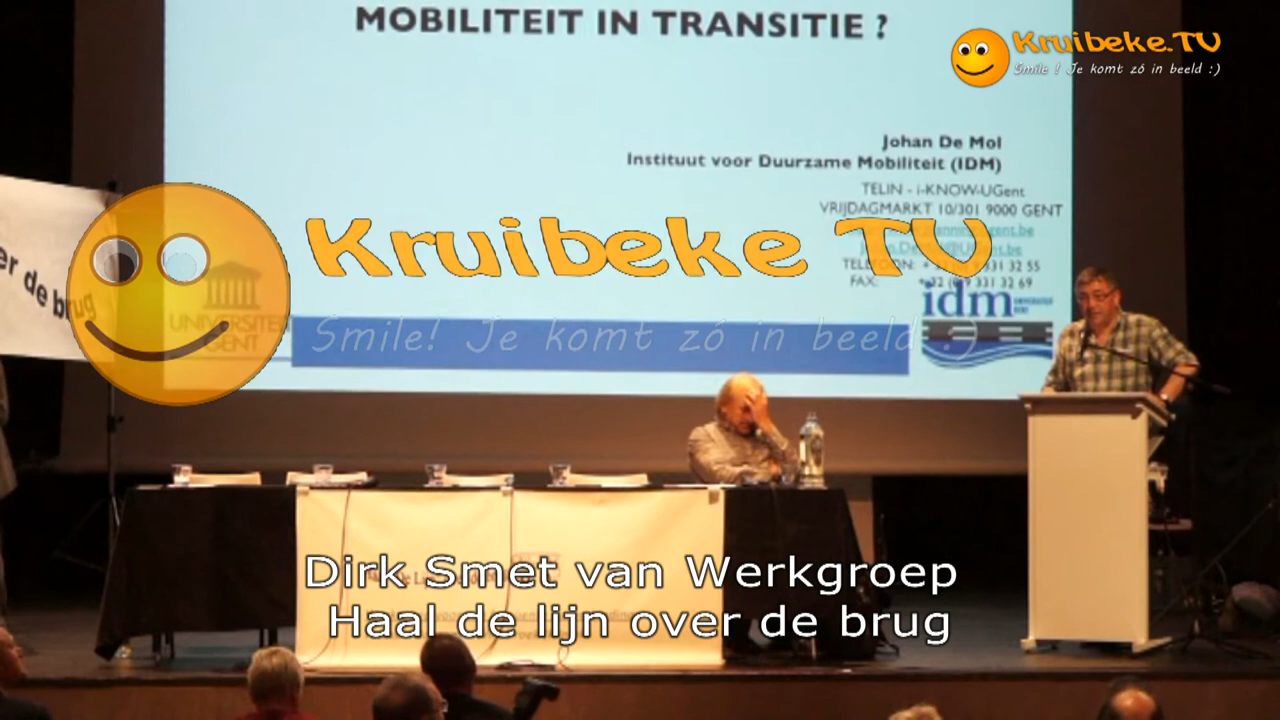 MOBILITEIT IN TRANSITIE ?
Kruibeke.TV
Smile ! Je komt zó in beeld :)
Johan De Mol
Instituut voor Duurzame Mobiliteit (IDM)
TELIN - i-KNOW-UGent
VRIJDAGMARKT 10/301 9000 GENT
er de brug
Kruibeke TV
FAX:
idm
Smile! Je komt zó in beeld :)
Dirk Smet van Werkgroep
Haal de lijn over de brug